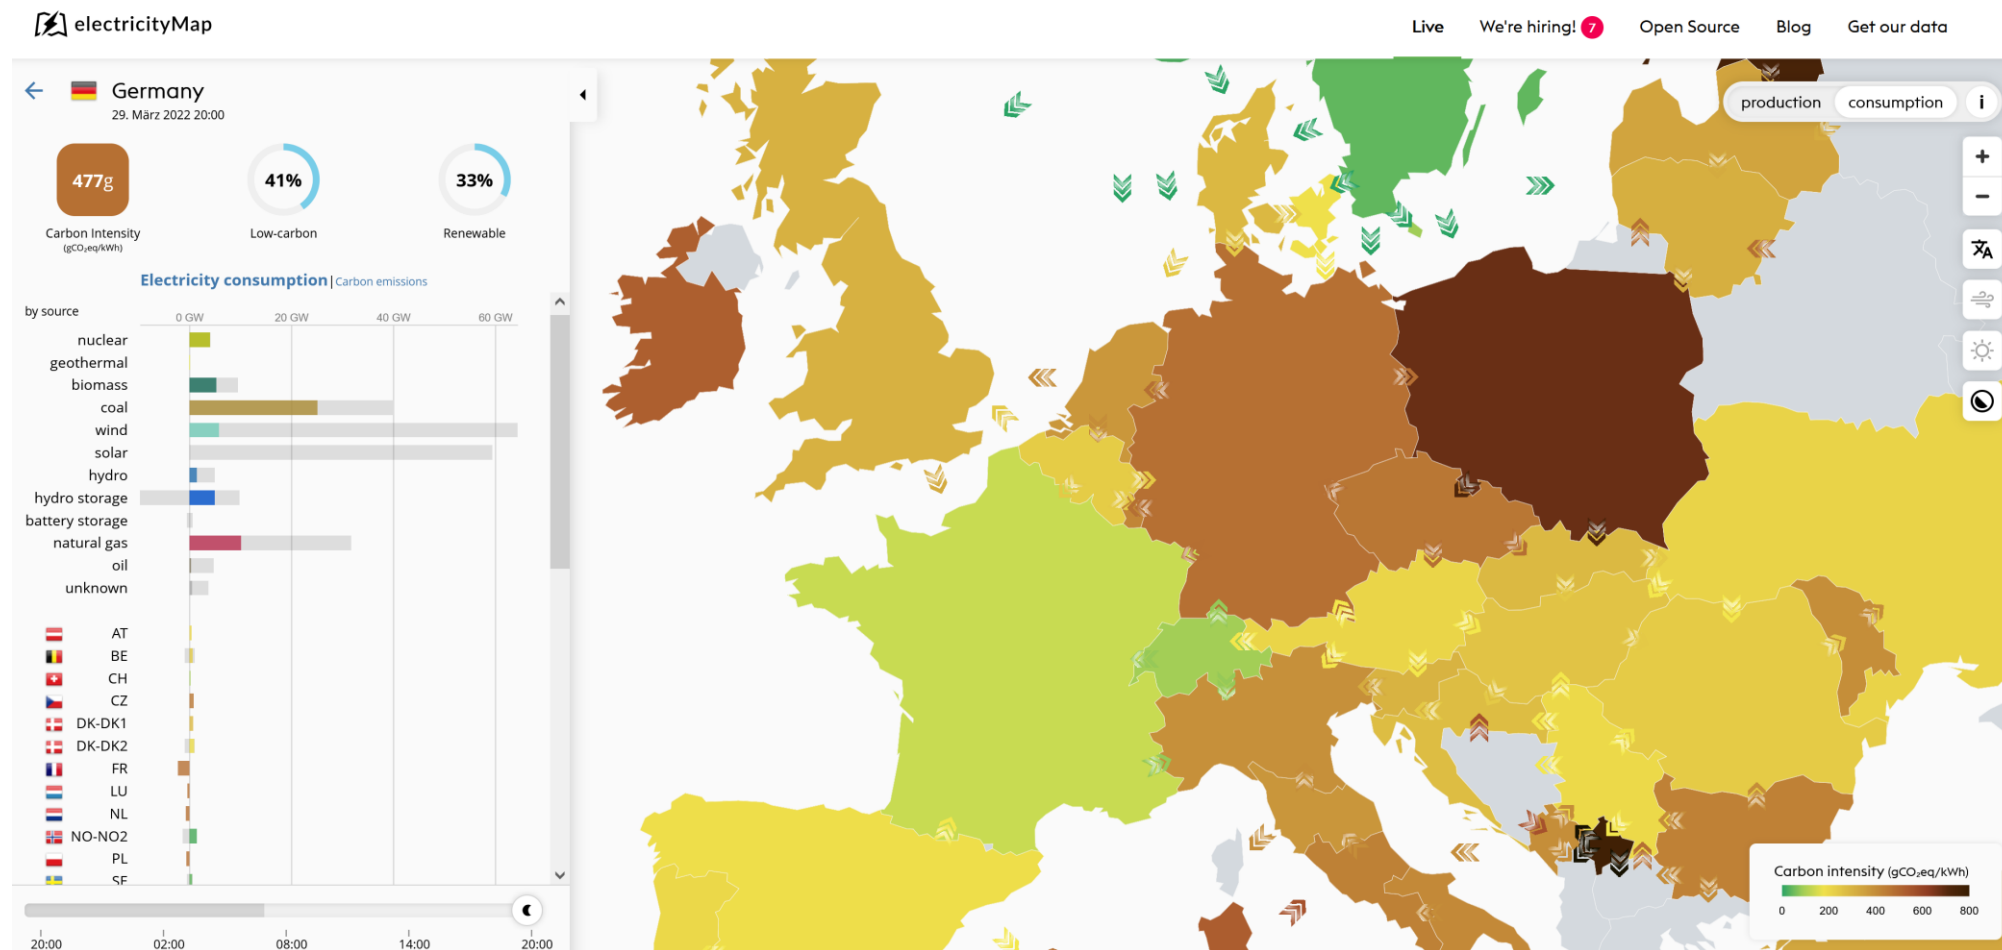 electricityMap
Live We're hiring! 7 Open Source Blog Get our data
Germany
29. März 2022 20:00
477g 41% 33%
Carbon Intensity Low-carbon Renewable
(gCO₂eq/kWh)
Electricity consumption | Carbon emissions
by source
0 GW 20 GW 40 GW 60 GW
nuclear
geothermal
biomass
coal
wind
solar
hydro
hydro storage
battery storage
natural gas
oil
unknown
AT
BE
CH
CZ
DK-DK1
DK-DK2
FR
LU
NL
NO-NO2
PL
SE
20:00 02:00 08:00 14:00 20:00
production consumption i
+
−
文A
Carbon intensity (gCO₂eq/kWh)
0 200 400 600 800